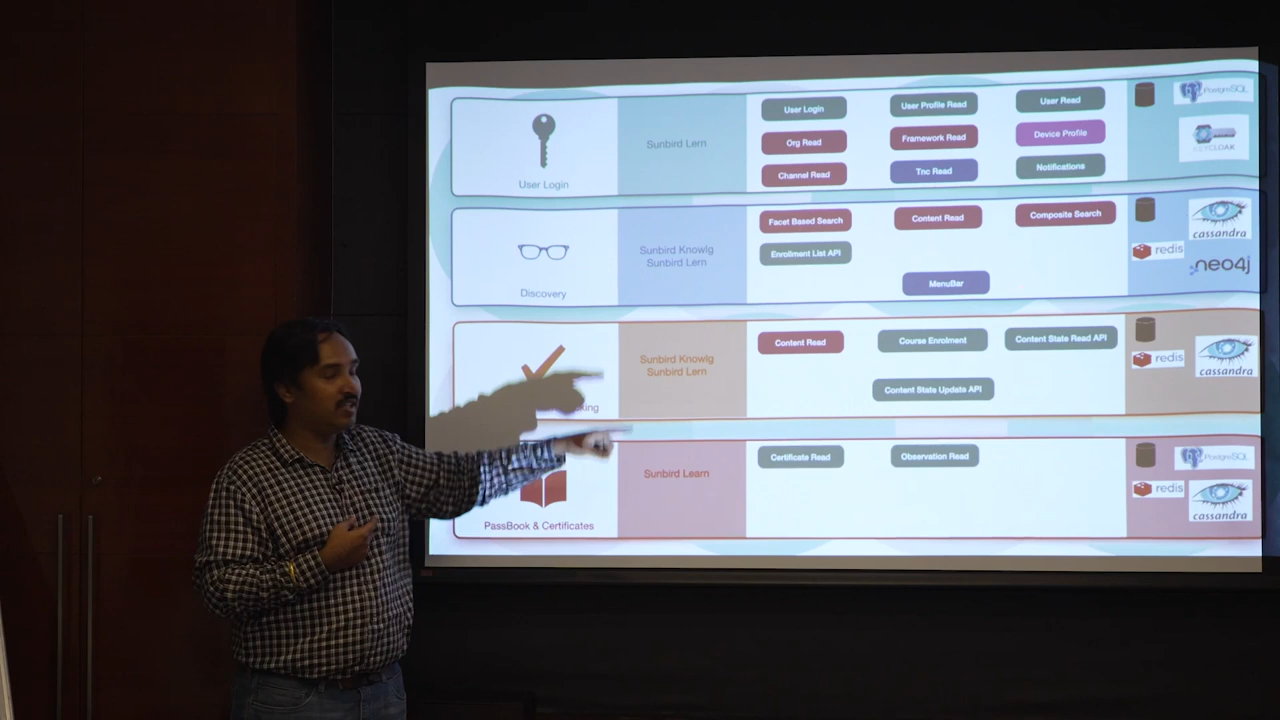 User Login
Sunbird Lern
User Login
User Profile Read
User Read
Org Read
Framework Read
Device Profile
Channel Read
Tnc Read
Notifications
PostgreSQL
KEYCLOAK
Discovery
Sunbird Knowlg
Sunbird Lern
Facet Based Search
Content Read
Composite Search
Enrollment List API
MenuBar
redis
cassandra
neo4j
Sunbird Knowlg
Sunbird Lern
Content Read
Course Enrolment
Content State Read API
Content State Update API
redis
cassandra
PassBook & Certificates
Sunbird Learn
Certificate Read
Observation Read
PostgreSQL
redis
cassandra